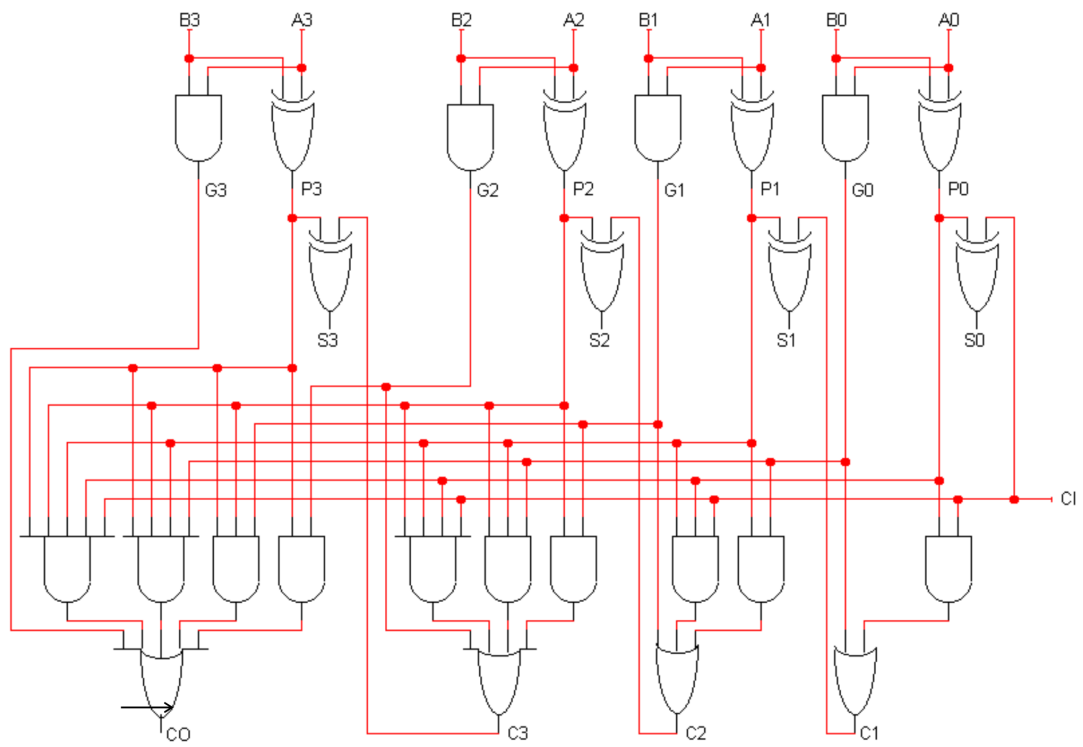 B3 A3 B2 A2 B1 A1 B0 A0
G3 P3 G2 P2 G1 P1 G0 P0
S3 S2 S1 S0
CI
CO C3 C2 C1